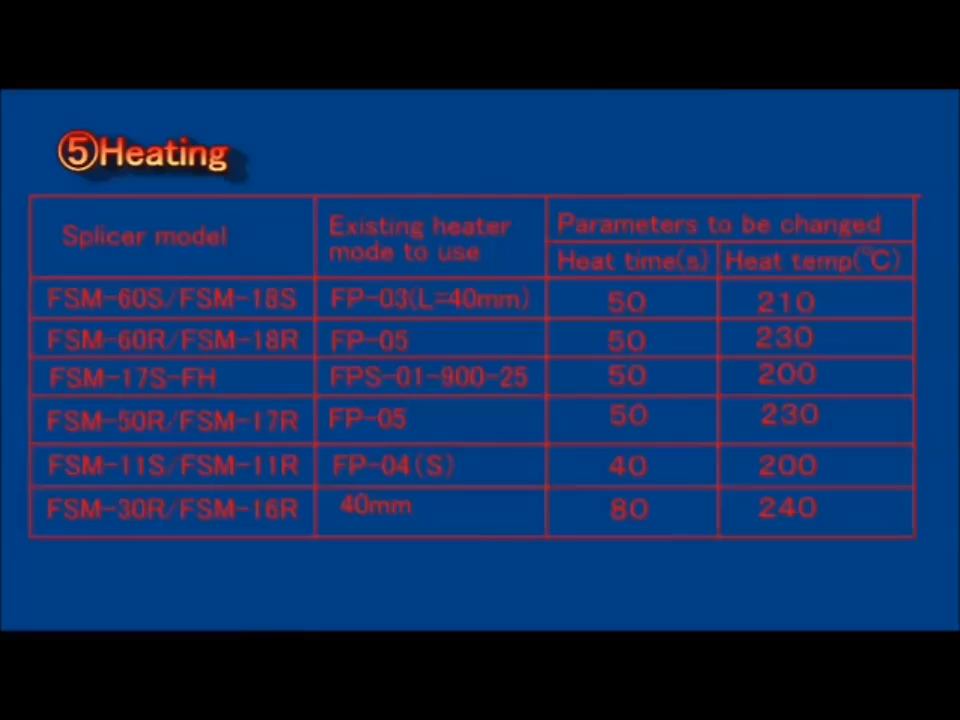 ⑤Heating
Splicer model
Existing heater
mode to use
Parameters to be changed
Heat time(s) Heat temp(℃)
FSM-60S/FSM-18S FP-03(L=40mm) 50 210
FSM-60R/FSM-18R FP-05 50 230
FSM-17S-FH FPS-01-900-25 50 200
FSM-50R/FSM-17R FP-05 50 230
FSM-11S/FSM-11R FP-04(S) 40 200
FSM-30R/FSM-16R 40mm 80 240